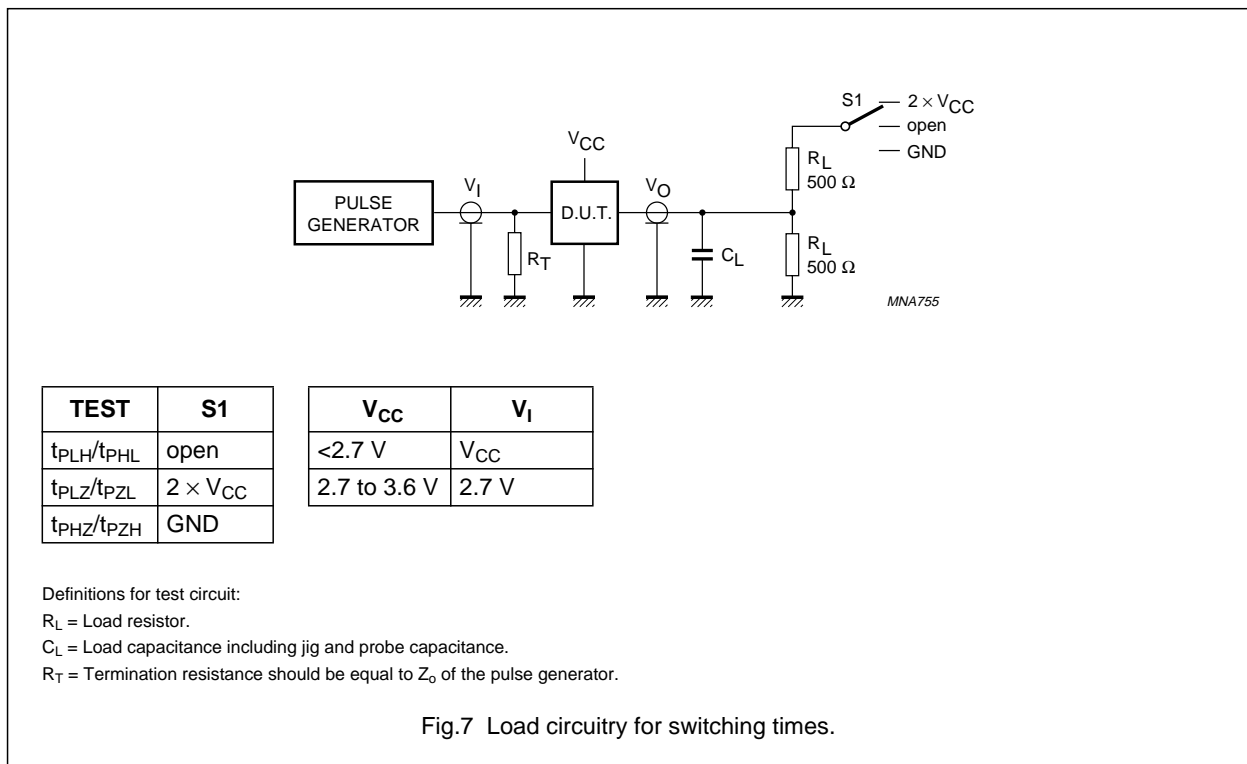 S1
2 × VCC
open
GND
VCC
RL
500 Ω
VI
VO
PULSE
GENERATOR
D.U.T.
RT
CL
RL
500 Ω
MNA755
TEST S1
tPLH/tPHL open
tPLZ/tPZL 2 × VCC
tPHZ/tPZH GND
VCC VI
<2.7 V VCC
2.7 to 3.6 V 2.7 V
Definitions for test circuit:
RL = Load resistor.
CL = Load capacitance including jig and probe capacitance.
RT = Termination resistance should be equal to Zo of the pulse generator.
Fig.7 Load circuitry for switching times.